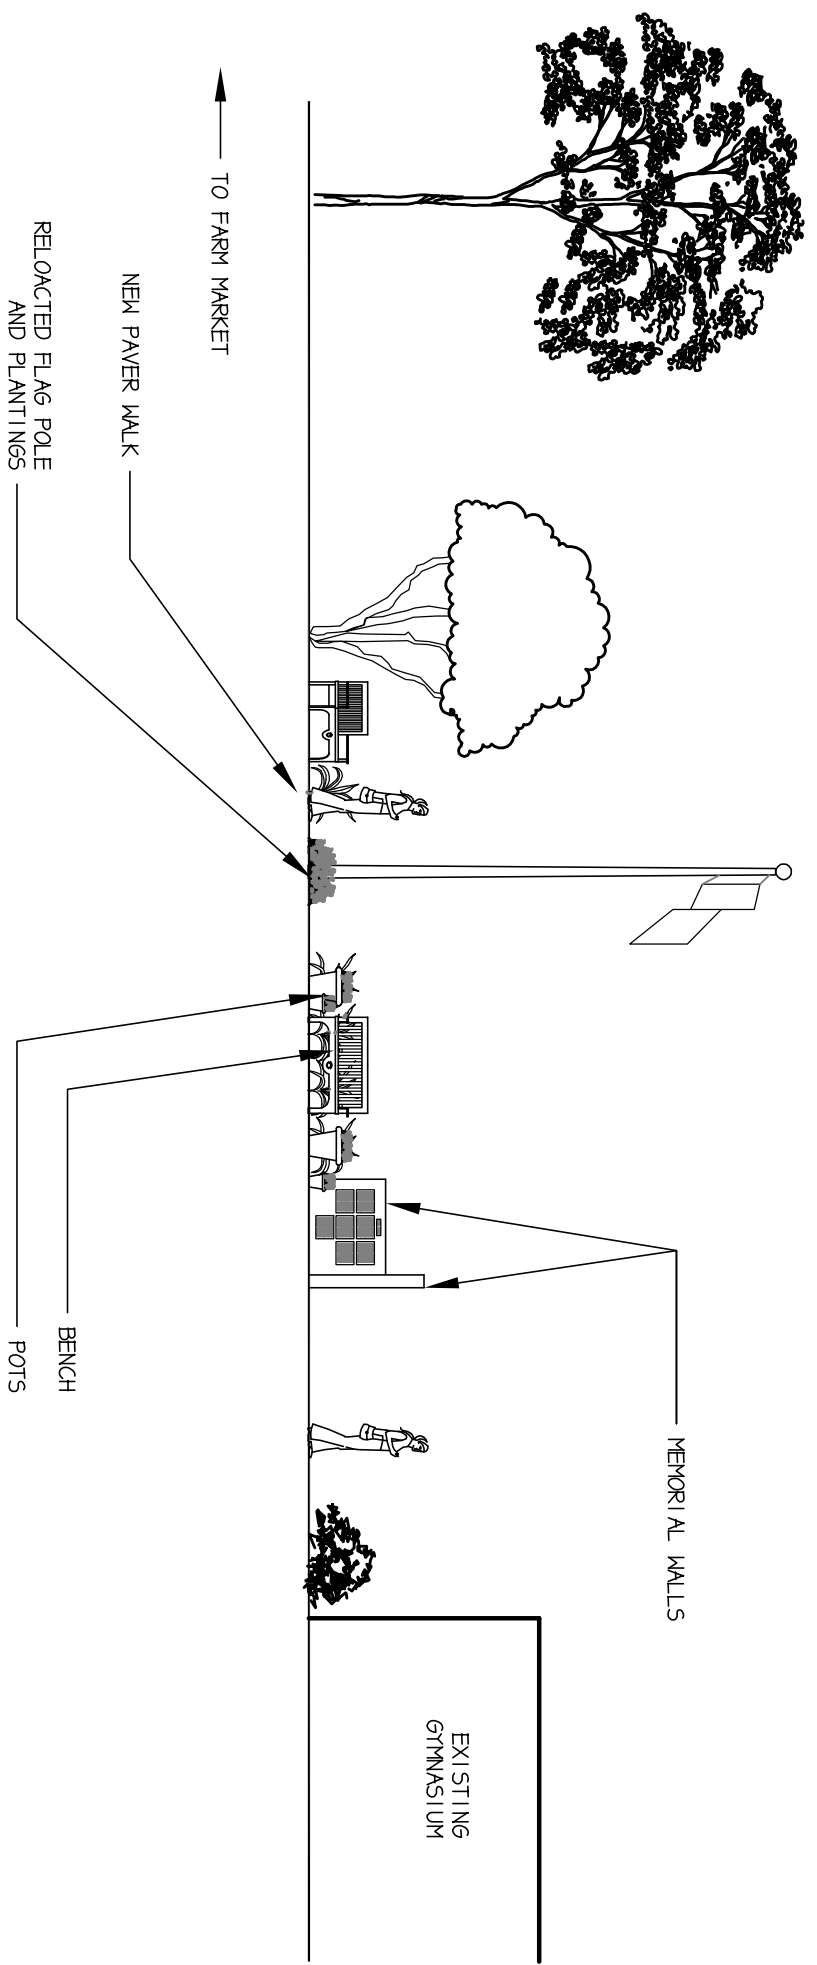 MEMORIAL WALLS
EXISTING
GYMNASIUM
TO FARM MARKET
NEW PAVER WALK
RELOACTED FLAG POLE
AND PLANTINGS
BENCH
POTS